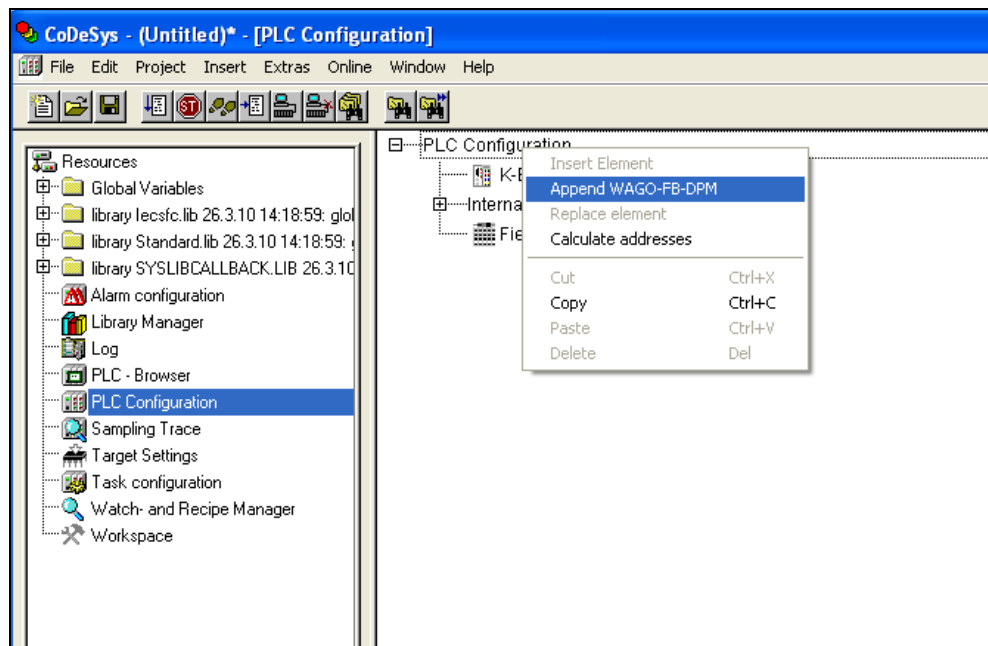 CoDeSys - (Untitled)* - [PLC Configuration]
File Edit Project Insert Extras Online Window Help
Resources
Global Variables
library Iecsfc.lib 26.3.10 14:18:59: glol
library Standard.lib 26.3.10 14:18:59:
library SYSLIBCALLBACK.LIB 26.3.10
Alarm configuration
Library Manager
Log
PLC - Browser
PLC Configuration
Sampling Trace
Target Settings
Task configuration
Watch- and Recipe Manager
Workspace
PLC Configuration
K-B
Interna
Fie
Insert Element
Append WAGO-FB-DPM
Replace element
Calculate addresses
Cut Ctrl+X
Copy Ctrl+C
Paste Ctrl+V
Delete Del